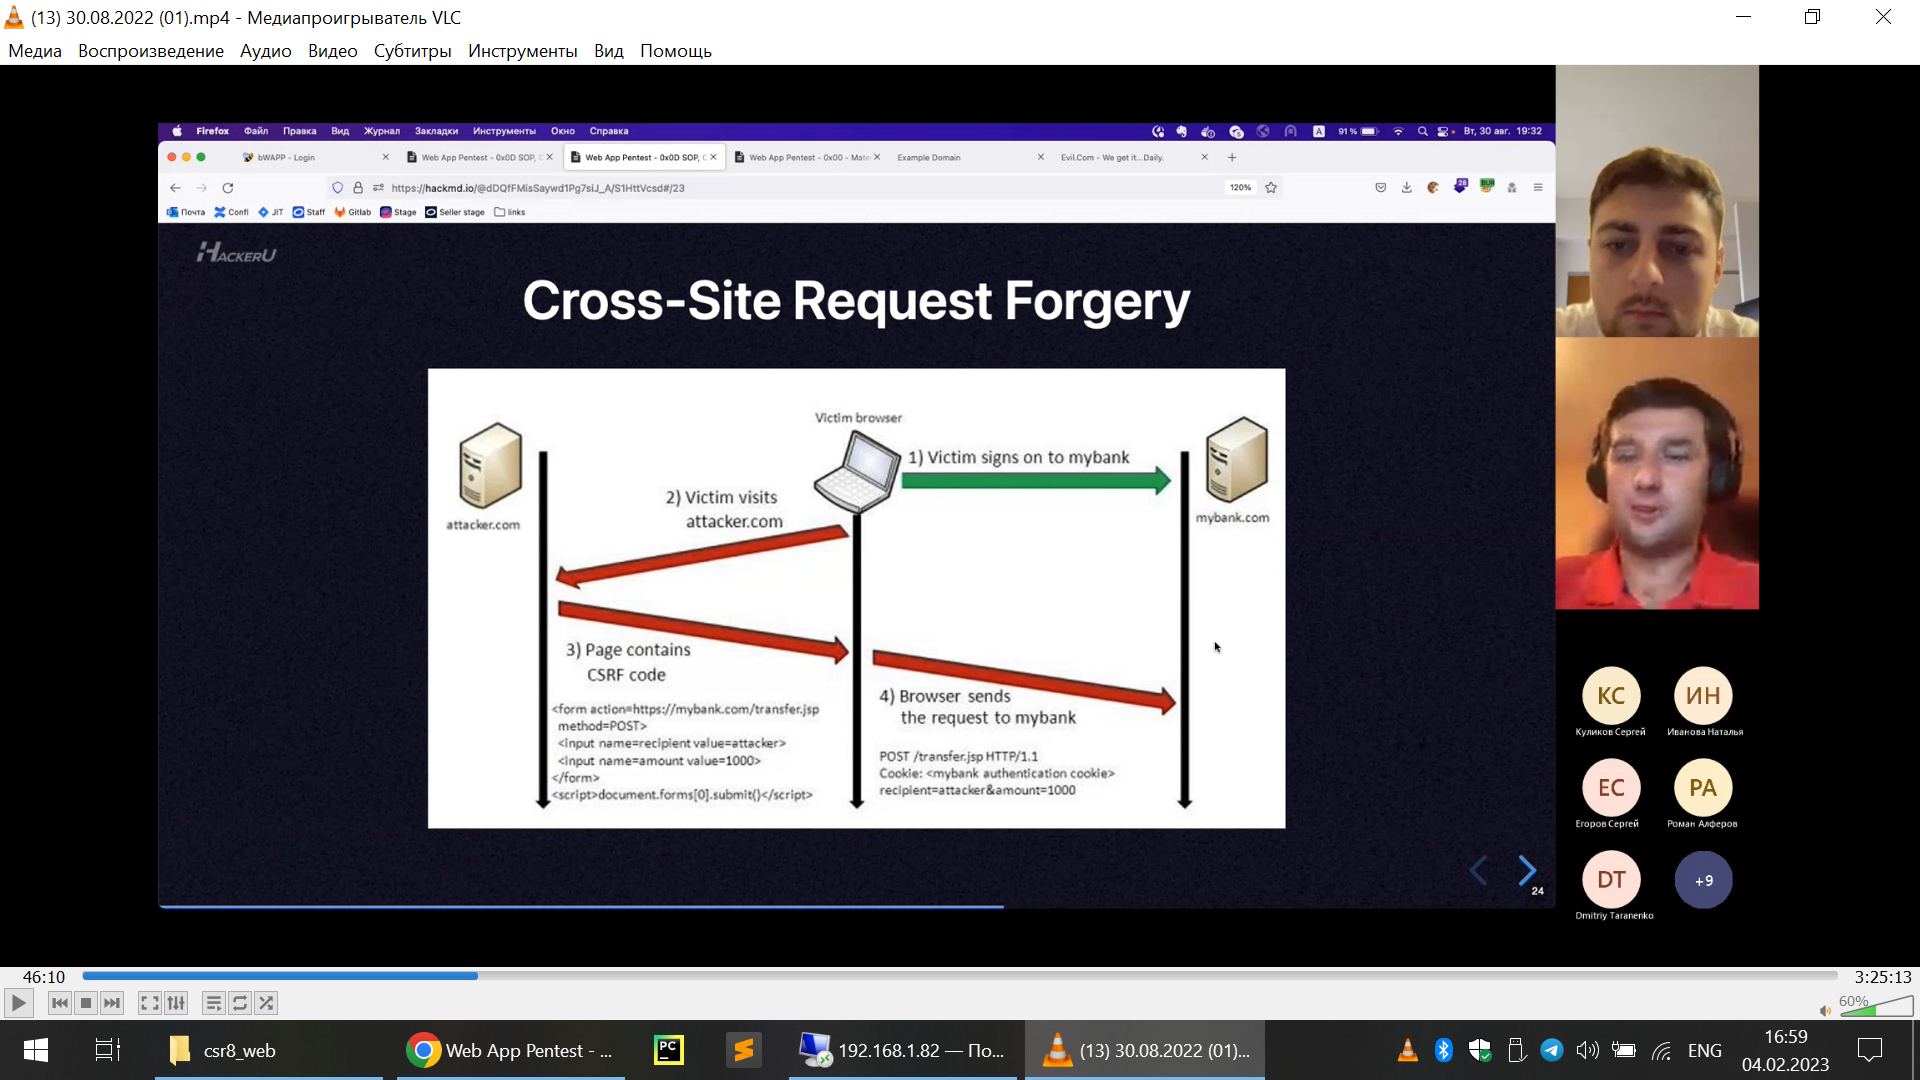 (13) 30.08.2022 (01).mp4 - Медиапроигрыватель VLC
Медиа Воспроизведение Аудио Видео Субтитры Инструменты Вид Помощь
Firefox Файл Правка Вид Журнал Закладки Инструменты Окно Справка
A 91% Вт, 30 авг. 19:32
bWAPP - Login
Web App Pentest - 0x0D SOP, C
Web App Pentest - 0x0D SOP, C
Web App Pentest - 0x00 - Mate
Example Domain
Evil.Com - We get it...Daily.
https://hackmd.io/@dDQfFMisSaywd1Pg7siJ_A/S1HttVcsd#/23
120%
28
Почта Confl JIT Staff Gitlab Stage Seller stage links
HACKERU
Cross-Site Request Forgery
Victim browser
1) Victim signs on to mybank
2) Victim visits
attacker.com
attacker.com
mybank.com
3) Page contains
CSRF code
<form action=https://mybank.com/transfer.jsp
method=POST>
<input name=recipient value=attacker>
<input name=amount value=1000>
</form>
<script>document.forms[0].submit()</script>
4) Browser sends
the request to mybank
POST /transfer.jsp HTTP/1.1
Cookie: <mybank authentication cookie>
recipient=attacker&amount=1000
24
КС
Куликов Сергей
ИН
Иванова Наталья
ЕС
Егоров Сергей
РА
Роман Алферов
DT
Dmitriy Taranenko
+9
46:10
3:25:13
60%
csr8_web
Web App Pentest - ...
PC
192.168.1.82 — По...
(13) 30.08.2022 (01)...
ENG
16:59
04.02.2023